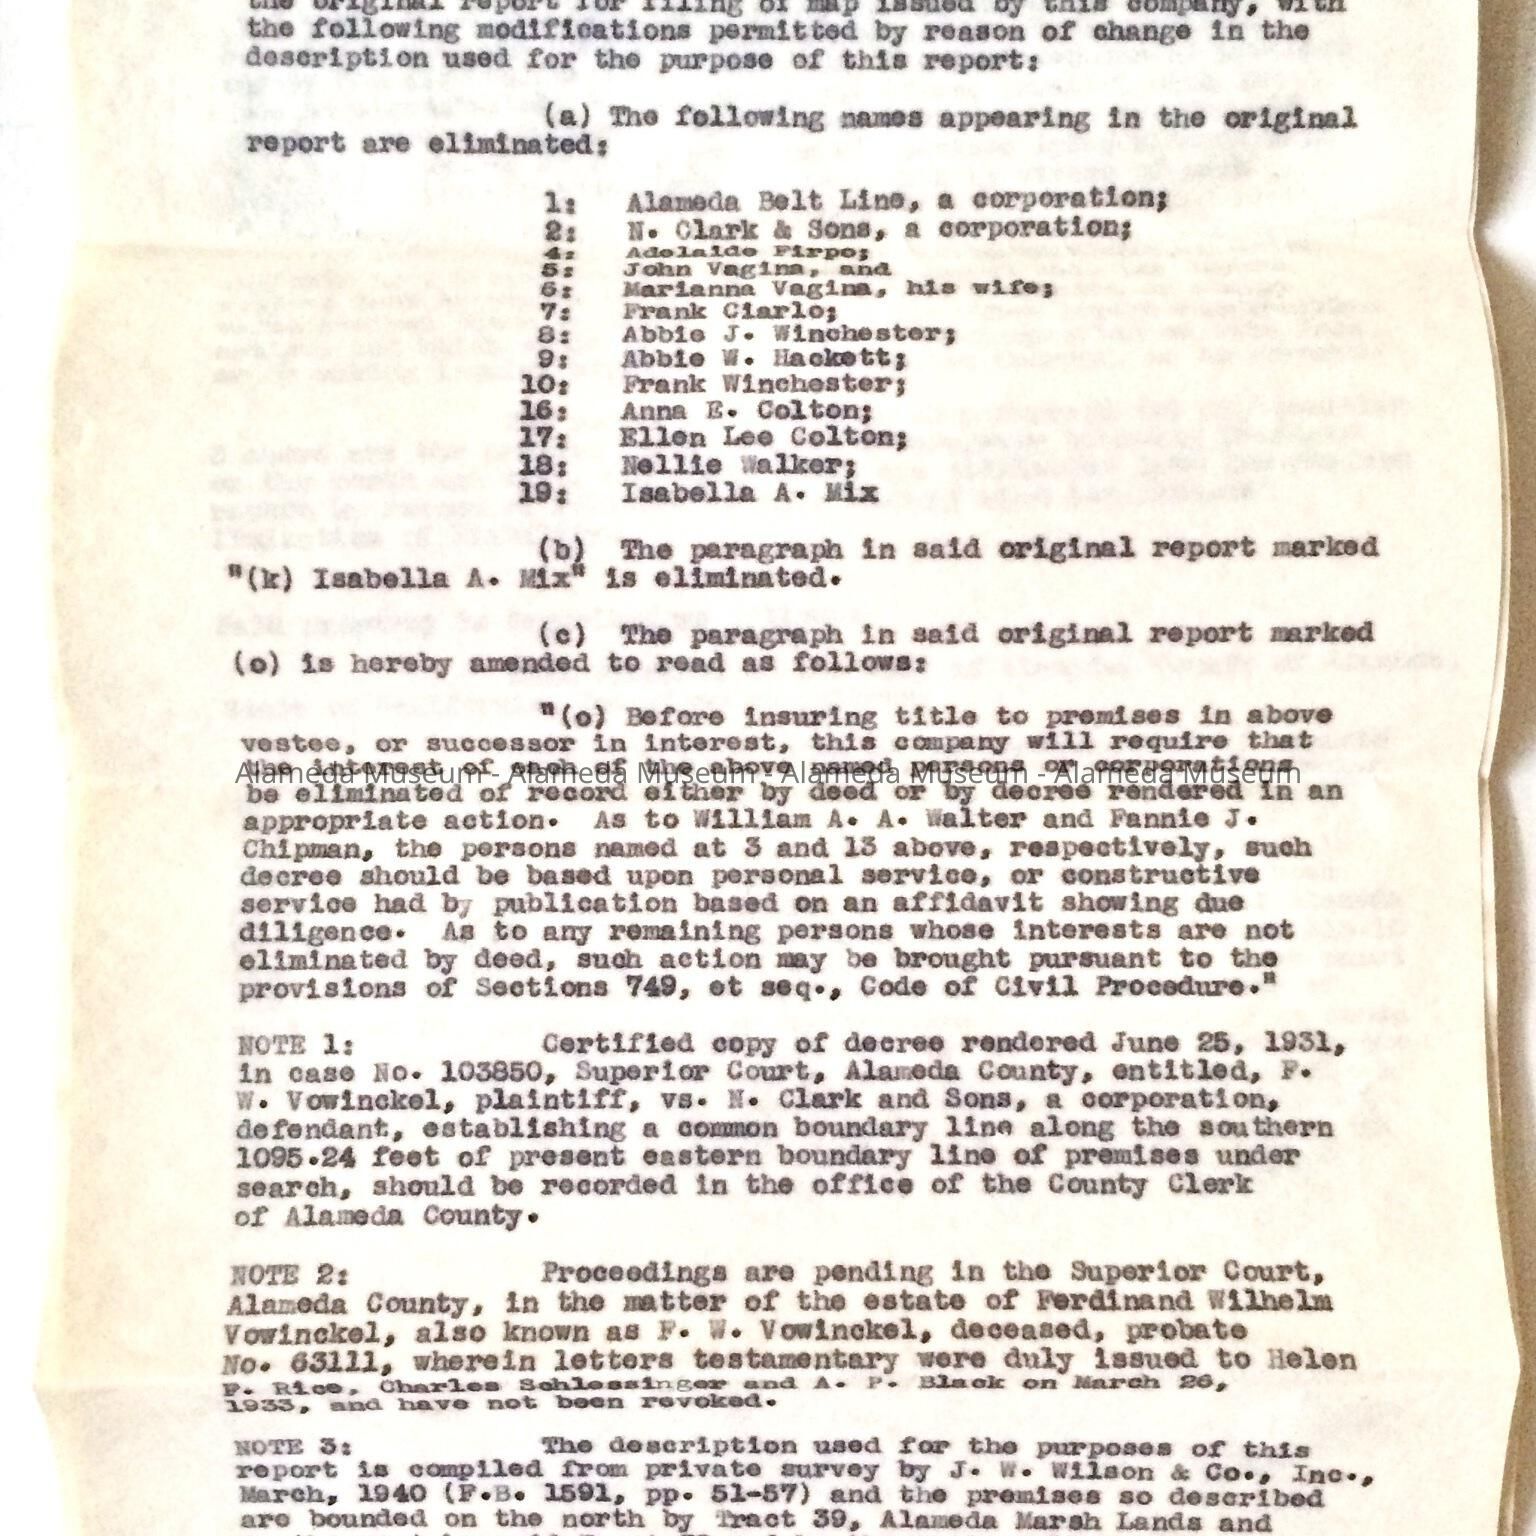 the original report for filing of map issued by this company, with
the following modifications permitted by reason of change in the
description used for the purpose of this report:
(a) The following names appearing in the original
report are eliminated:
1: Alameda Belt Line, a corporation;
2: N. Clark & Sons, a corporation;
4: Adelaide Firpo;
5: John Vagina, and
6: Marianna Vagina, his wife;
7: Frank Ciarlo;
8: Abbie J. Winchester;
9: Abbie W. Hackett;
10: Frank Winchester;
16: Anna E. Colton;
17: Ellen Lee Colton;
18: Nellie Walker;
19: Isabella A. Mix
(b) The paragraph in said original report marked
"(k) Isabella A. Mix" is eliminated.
(c) The paragraph in said original report marked
(o) is hereby amended to read as follows:
"(o) Before insuring title to premises in above
vestee, or successor in interest, this company will require that
the interest of each of the above named persons or corporations
Alameda Museum - Alameda Museum - Alameda Museum - Alameda Museum
be eliminated of record either by deed or by decree rendered in an
appropriate action. As to William A. A. Walter and Fannie J.
Chipman, the persons named at 3 and 13 above, respectively, such
decree should be based upon personal service, or constructive
service had by publication based on an affidavit showing due
diligence. As to any remaining persons whose interests are not
eliminated by deed, such action may be brought pursuant to the
provisions of Sections 749, et seq., Code of Civil Procedure."
NOTE 1: Certified copy of decree rendered June 25, 1931,
in case No. 103850, Superior Court, Alameda County, entitled, F.
W. Vowinckel, plaintiff, vs. N. Clark and Sons, a corporation,
defendant, establishing a common boundary line along the southern
1095.24 feet of present eastern boundary line of premises under
search, should be recorded in the office of the County Clerk
of Alameda County.
NOTE 2: Proceedings are pending in the Superior Court,
Alameda County, in the matter of the estate of Ferdinand Wilhelm
Vowinckel, also known as F. W. Vowinckel, deceased, probate
No. 63111, wherein letters testamentary were duly issued to Helen
F. Rice, Charles Schlessinger and A. P. Black on March 26,
1933, and have not been revoked.
NOTE 3: The description used for the purposes of this
report is compiled from private survey by J. W. Wilson & Co., Inc.,
March, 1940 (F.B. 1591, pp. 51-57) and the premises so described
are bounded on the north by Tract 39, Alameda Marsh Lands and